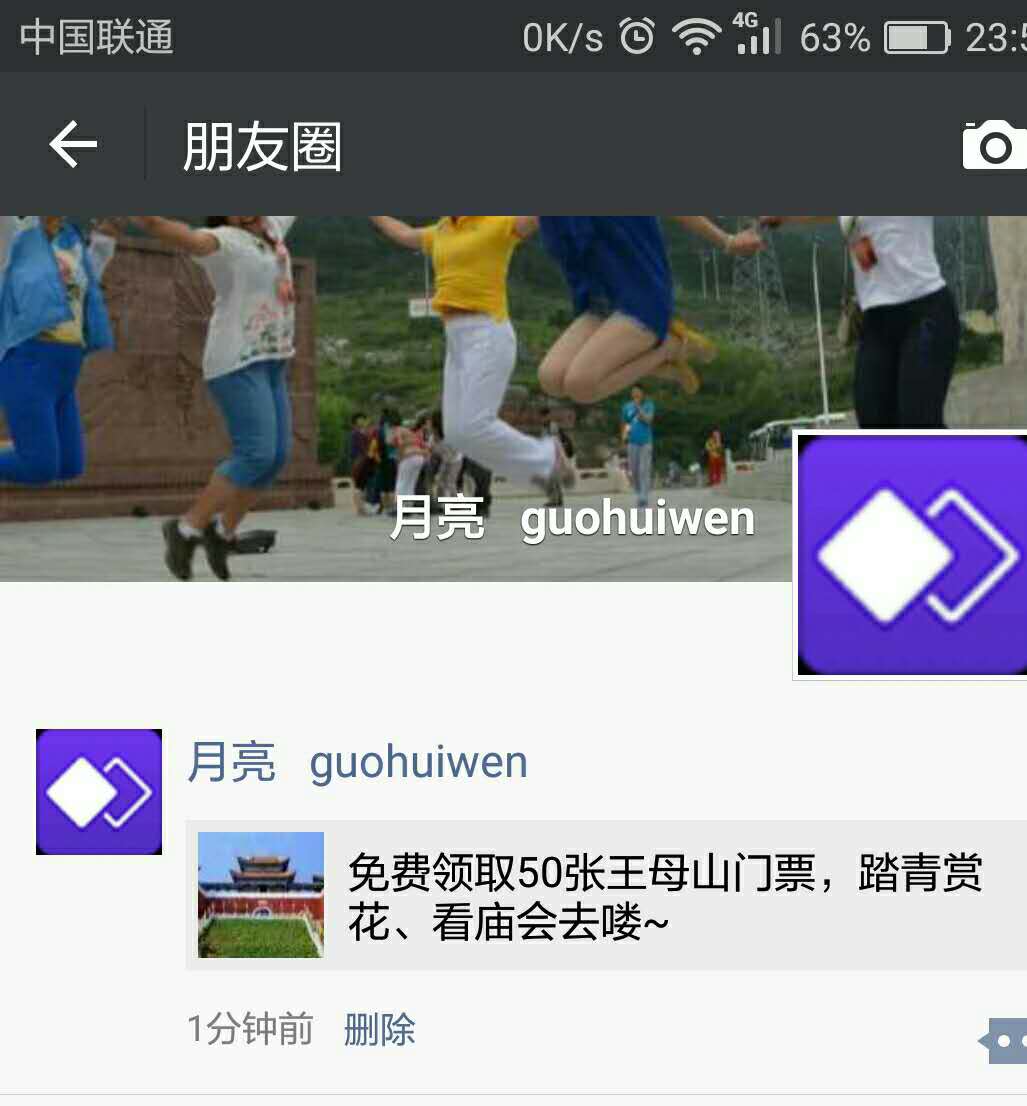 中国联通 0K/s 4G 63% 23:5
朋友圈
月亮 guohuiwen
月亮 guohuiwen
免费领取50张王母山门票，踏青赏
花、看庙会去喽~
1分钟前 删除